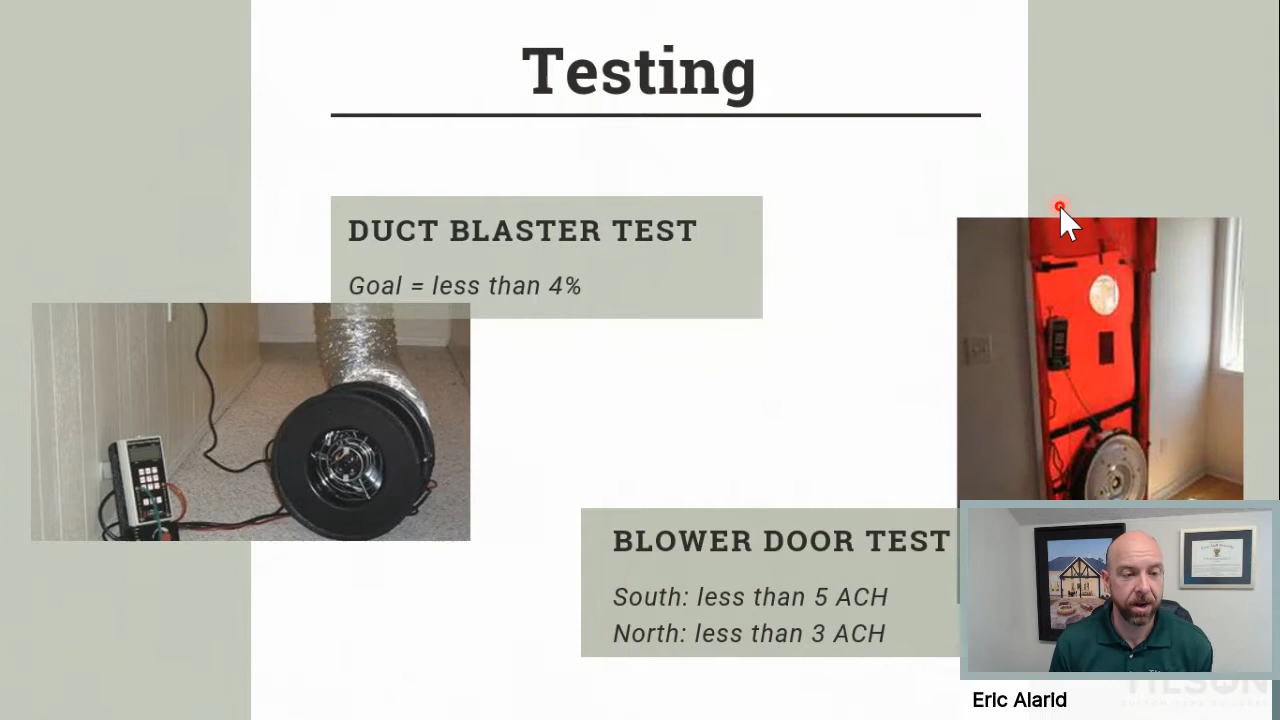 Testing
DUCT BLASTER TEST
Goal = less than 4%
BLOWER DOOR TEST
South: less than 5 ACH
North: less than 3 ACH
Eric Alarid